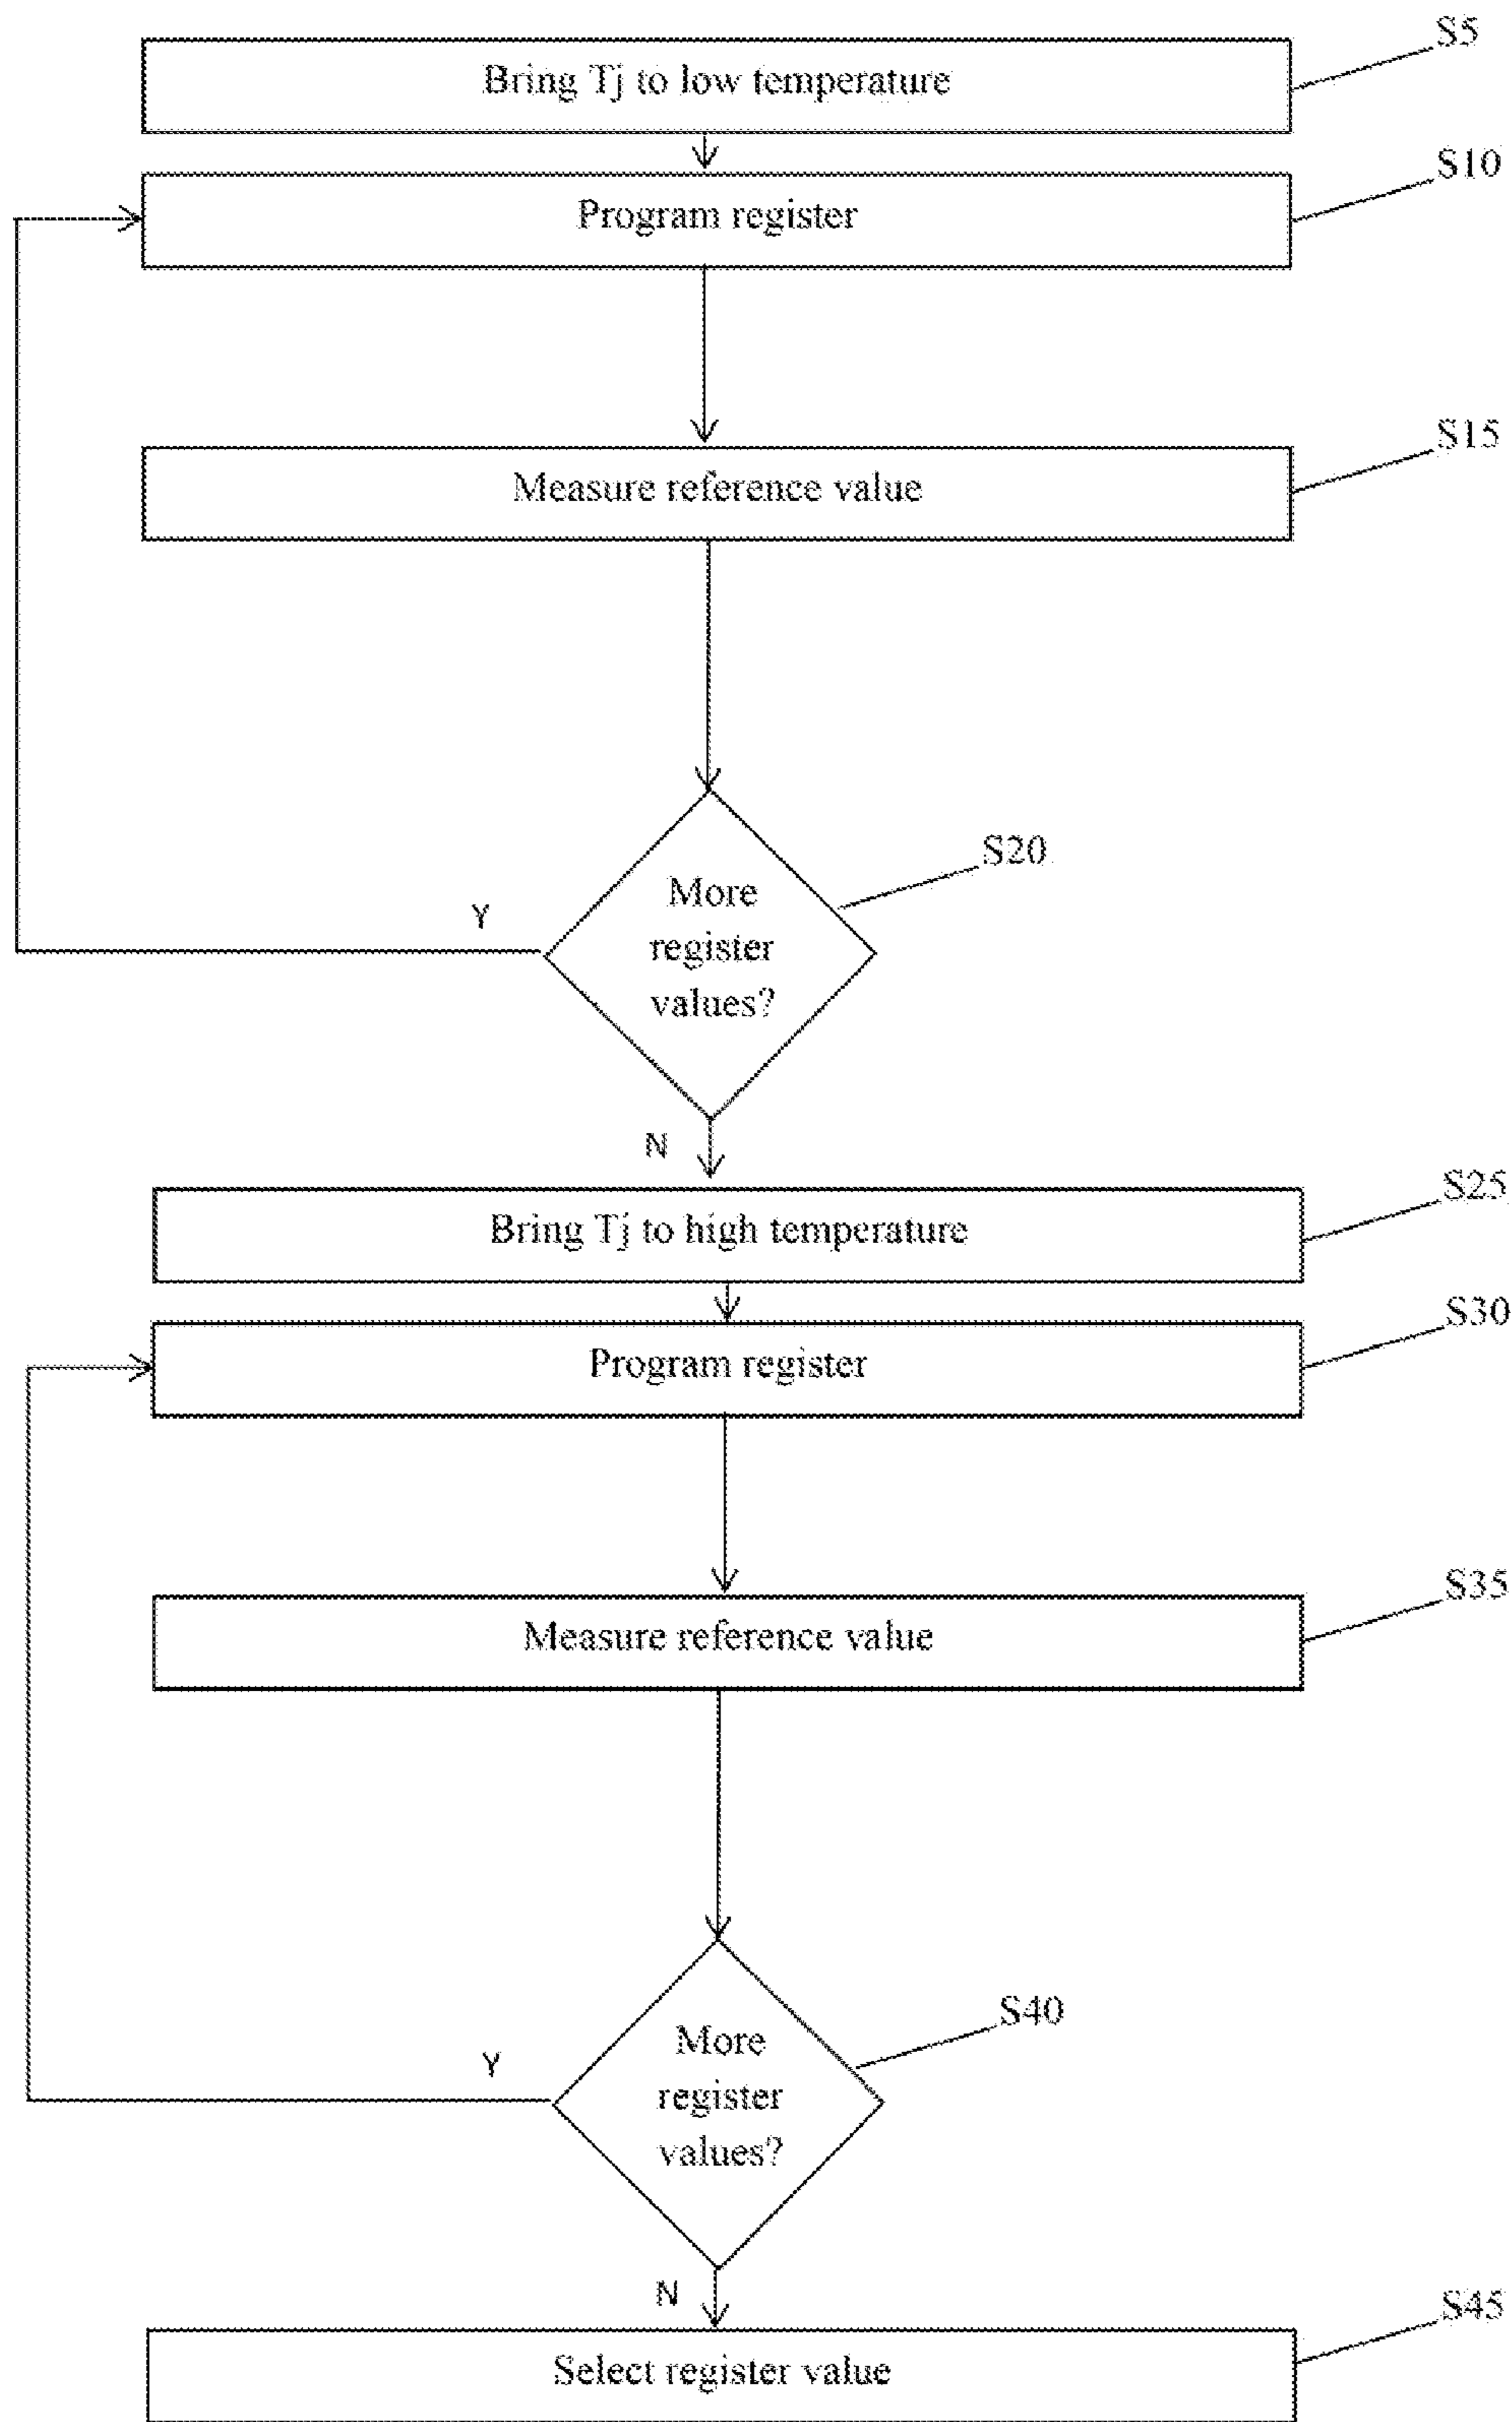 S5
Bring Tj to low temperature
S10
Program register
S15
Measure reference value
S20
More
register
values?
Y
N
S25
Bring Tj to high temperature
S30
Program register
S35
Measure reference value
S40
More
register
values?
Y
N
S45
Select register value